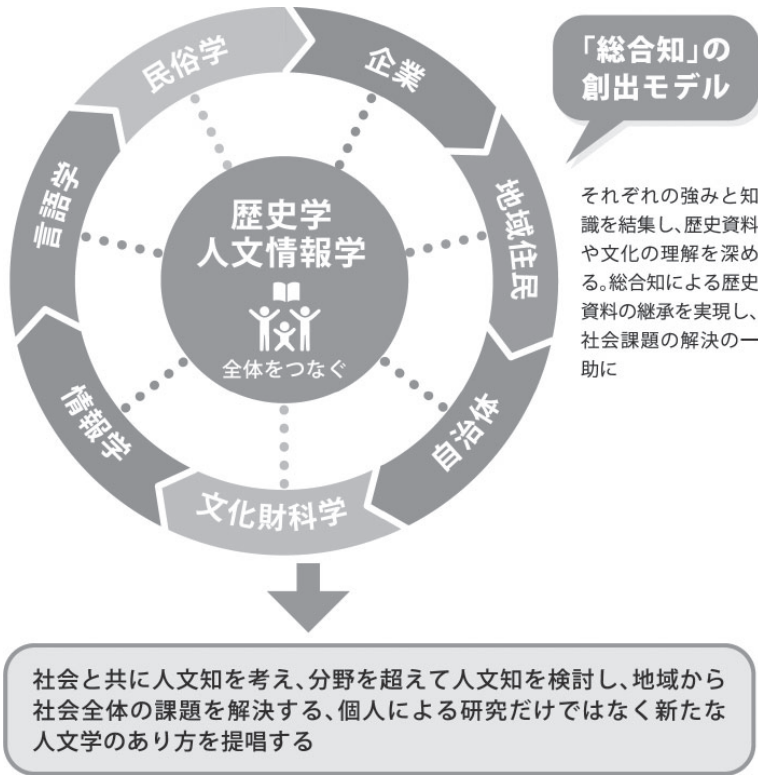 「総合知」の
創出モデル
それぞれの強みと知
識を結集し、歴史資料
や文化の理解を深め
る。総合知による歴史
資料の継承を実現し、
社会課題の解決の一
助に
民俗学
企業
地域住民
自治体
文化財科学
情報学
言語学
歴史学
人文情報学
全体をつなぐ
社会と共に人文知を考え、分野を超えて人文知を検討し、地域から
社会全体の課題を解決する、個人による研究だけではなく新たな
人文学のあり方を提唱する